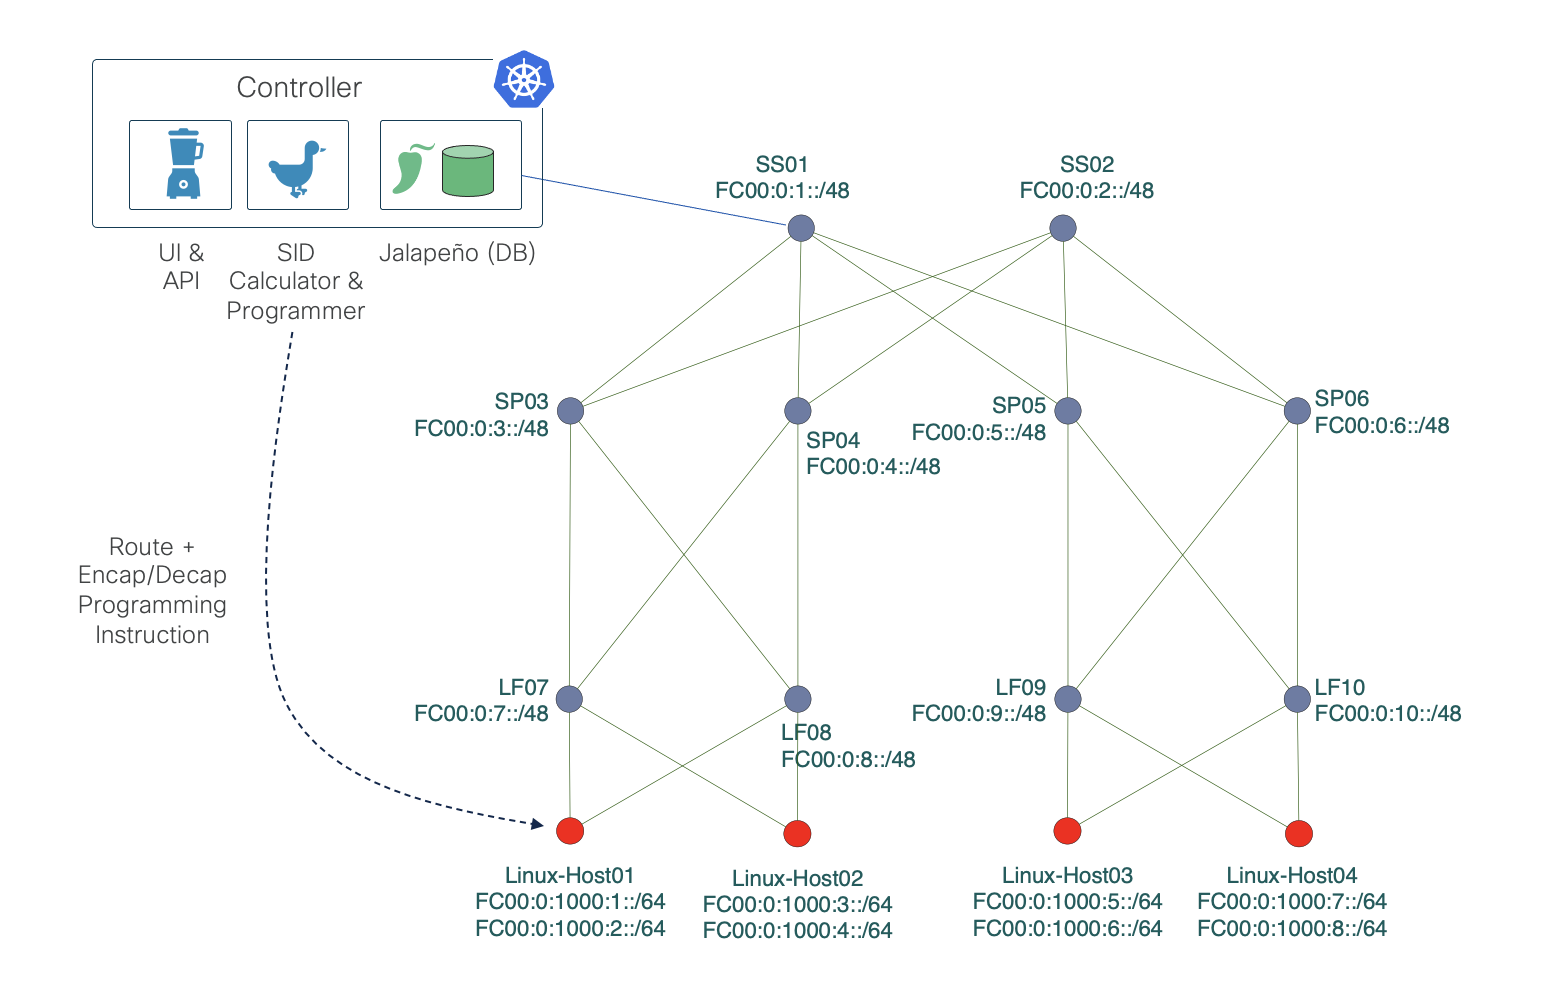 Controller
UI &
API
SID
Calculator &
Programmer
Jalapeño (DB)
Route +
Encap/Decap
Programming
Instruction
SS01
FC00:0:1::/48
SS02
FC00:0:2::/48
SP03
FC00:0:3::/48
SP04
FC00:0:4::/48
SP05
FC00:0:5::/48
SP06
FC00:0:6::/48
LF07
FC00:0:7::/48
LF08
FC00:0:8::/48
LF09
FC00:0:9::/48
LF10
FC00:0:10::/48
Linux-Host01
FC00:0:1000:1::/64
FC00:0:1000:2::/64
Linux-Host02
FC00:0:1000:3::/64
FC00:0:1000:4::/64
Linux-Host03
FC00:0:1000:5::/64
FC00:0:1000:6::/64
Linux-Host04
FC00:0:1000:7::/64
FC00:0:1000:8::/64